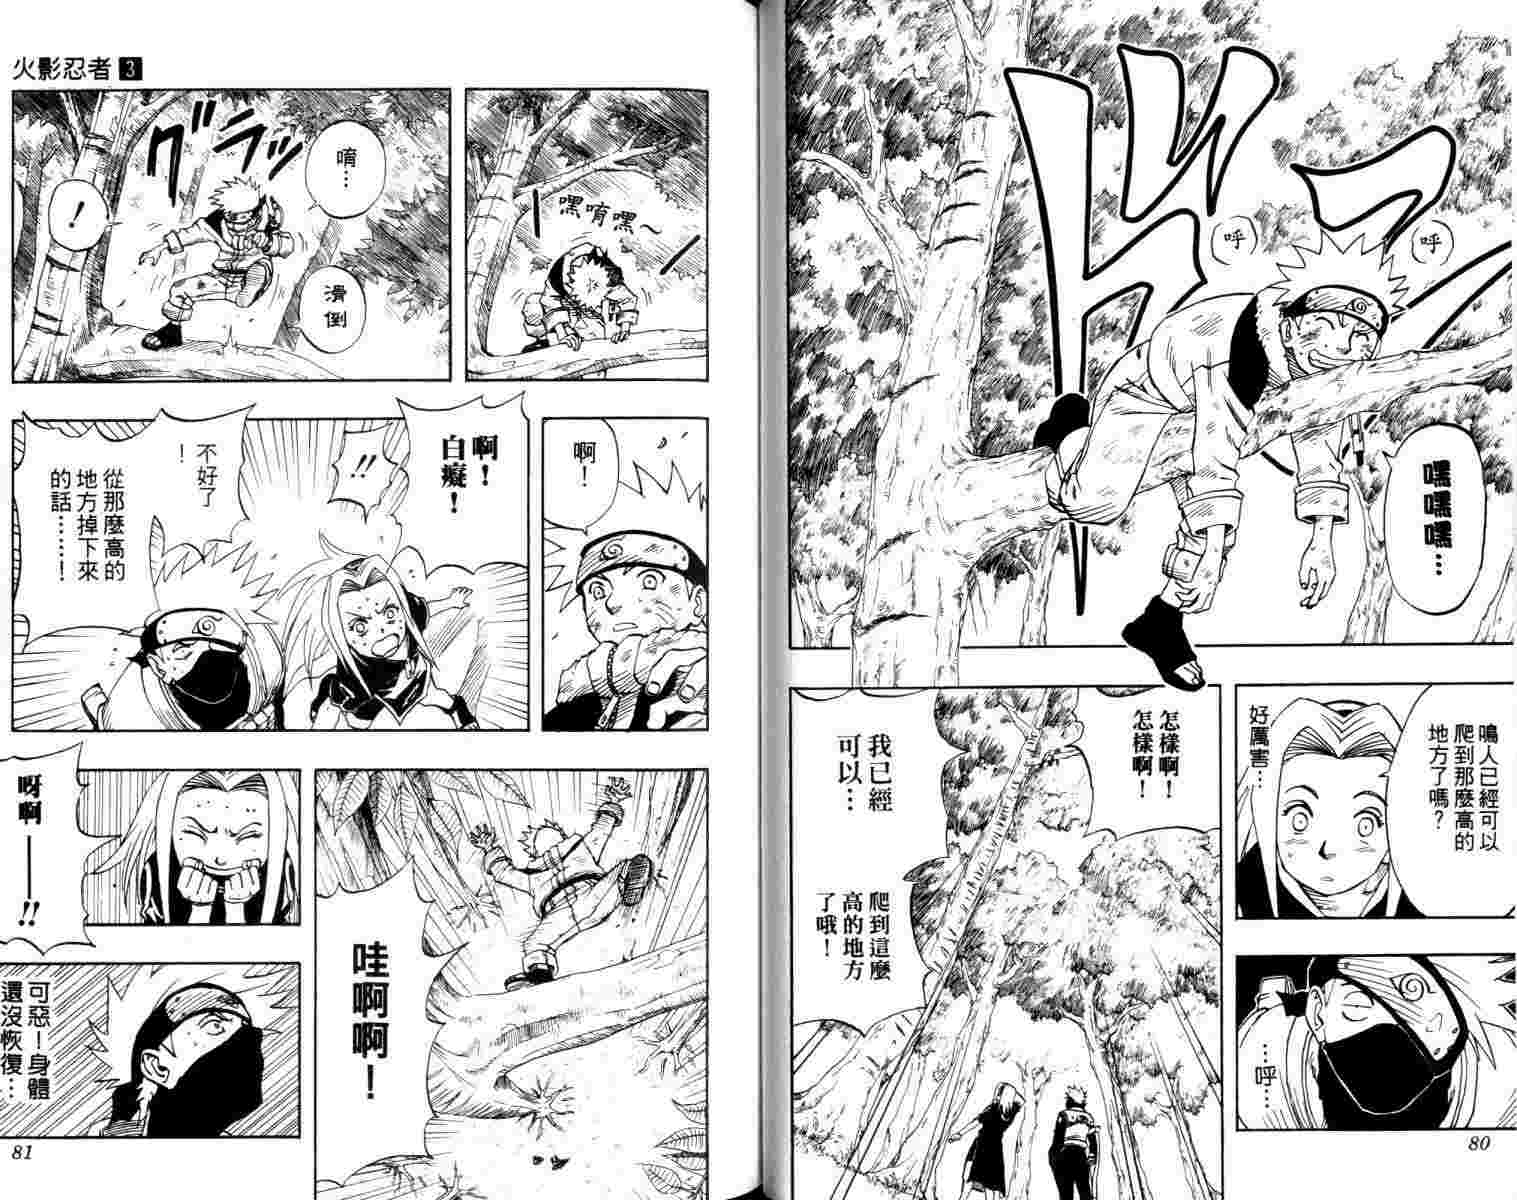 ドサッ
呼
呼
嘿嘿嘿…
鳴人已經可以
爬到那麼高的
地方了嗎?
好厲害…
…呼…
怎樣啊!
怎樣啊!
我已經
可以…
爬到這麼
高的地方
了哦!
80
火影忍者 3
嘿唷嘿~
唷…
グラッ
滑倒
!
啊!
啊!
白癡!
!!
不好了
!
從那麼高的
地方掉下來
的話……!
哇啊啊!
呀啊——!!
可惡!身體
還沒恢復…
81